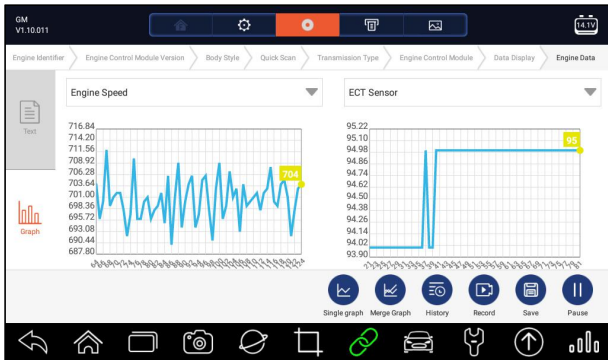 GM
V1.10.011
14.1V
Engine Identifier
Engine Control Module Version
Body Style
Quick Scan
Transmission Type
Engine Control Module
Data Display
Engine Data
Text
Graph
Engine Speed
716.84
714.20
711.56
708.92
706.28
703.64
701.00
698.36
695.72
693.08
690.44
687.80
704
ECT Sensor
95.22
95.10
94.98
94.86
94.74
94.62
94.50
94.38
94.26
94.14
94.02
93.90
95
Single graph
Merge Graph
History
Record
Save
Pause